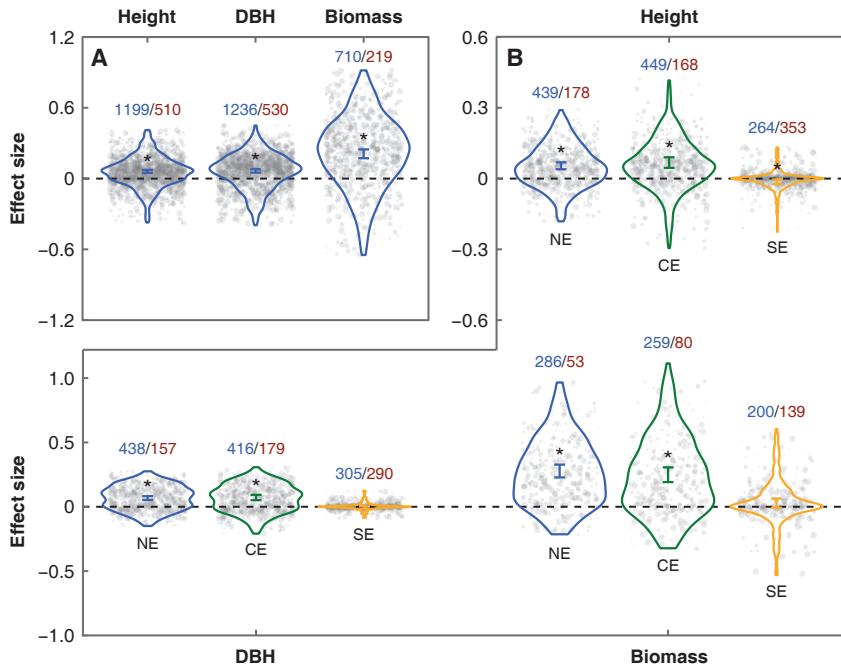 Height DBH Biomass Height
1.2 A 710/219 0.6 B
449/168
439/178
1199/510 1236/530
0.6 0.3
264/353
* * * * * *
Effect size
0 0
NE CE SE
−0.6 −0.3
−1.2 −0.6
286/53 259/80
1.0
200/139
438/157 416/179
305/290
0.5
* * * *
Effect size
0
NE CE SE NE CE SE
−0.5
−1.0
DBH Biomass